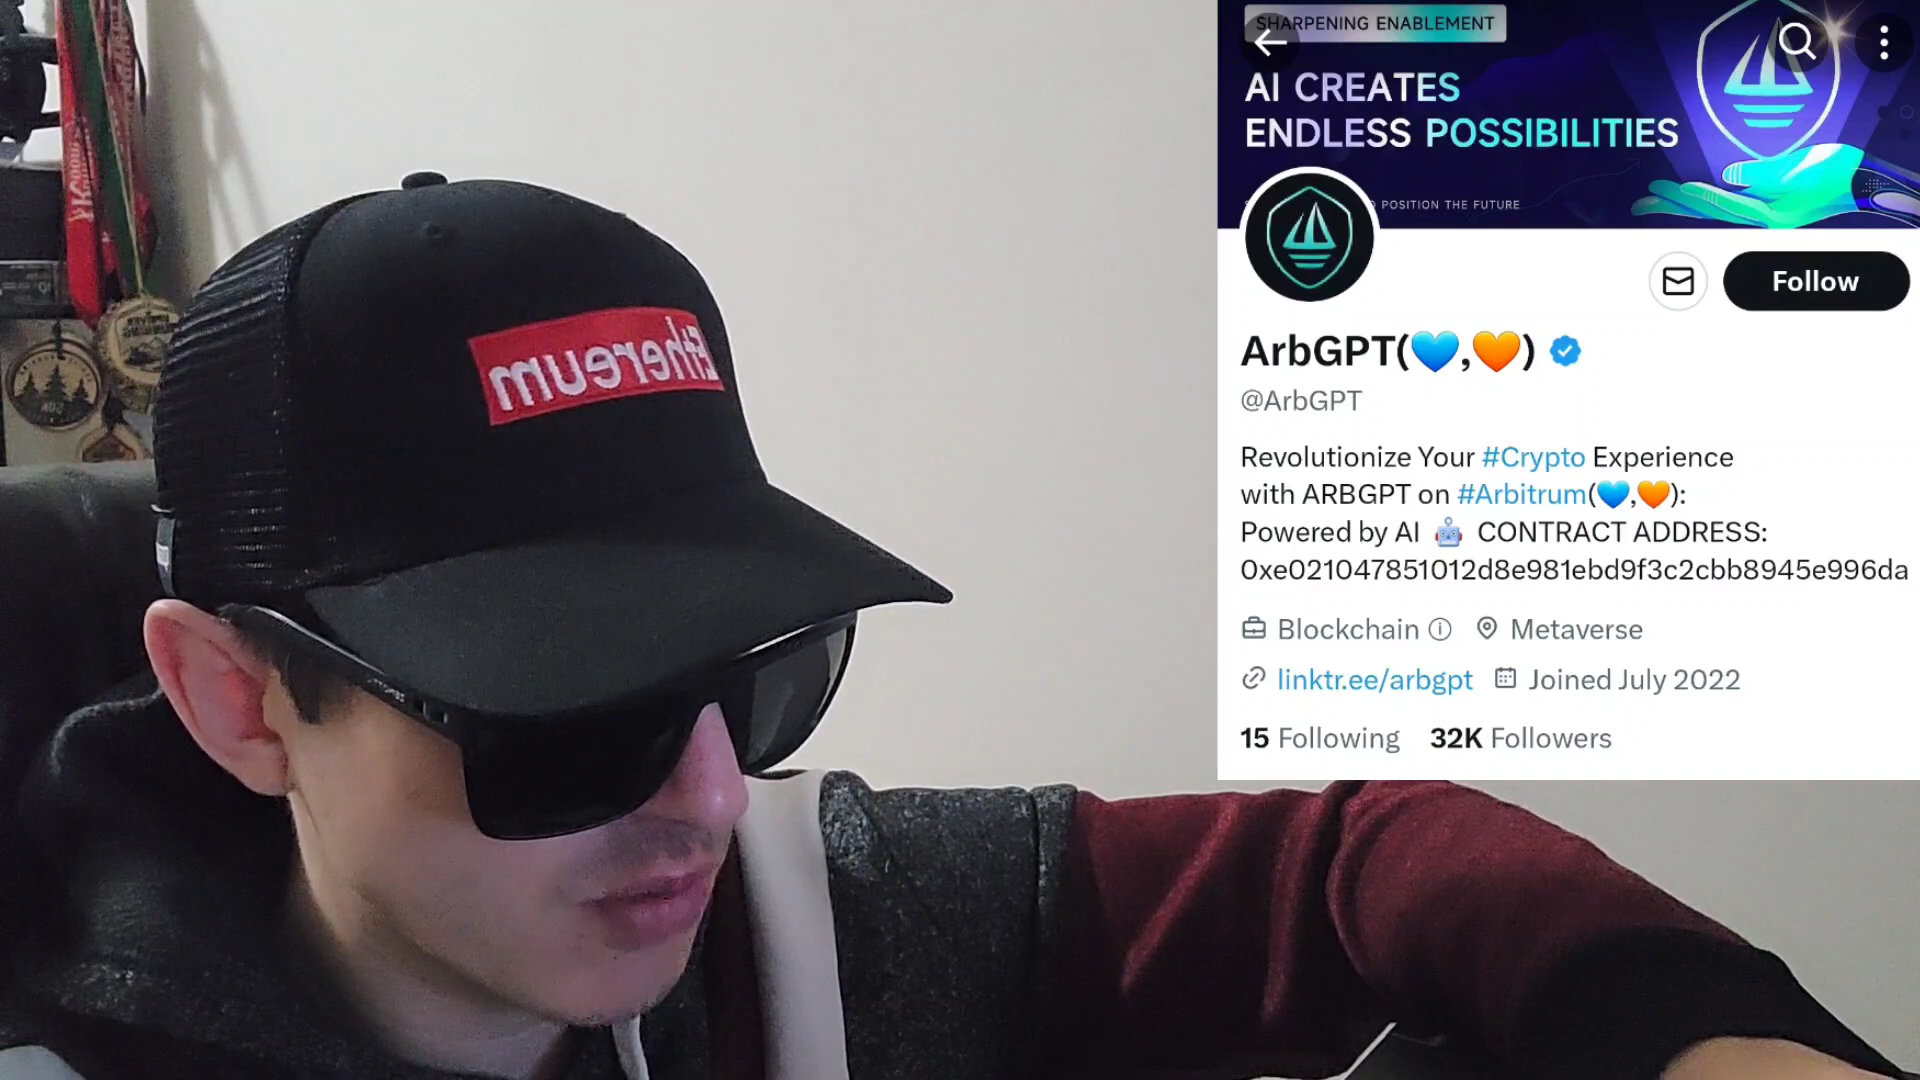 SHARPENING ENABLEMENT
AI CREATES
ENDLESS POSSIBILITIES
POSITION THE FUTURE
Follow
ArbGPT(💙,🧡)
@ArbGPT
Revolutionize Your #Crypto Experience
with ARBGPT on #Arbitrum(💙,🧡):
Powered by AI 🤖 CONTRACT ADDRESS:
0xe021047851012d8e981ebd9f3c2cbb8945e996da
Blockchain Metaverse
linktr.ee/arbgpt Joined July 2022
15 Following 32K Followers
Ethereum